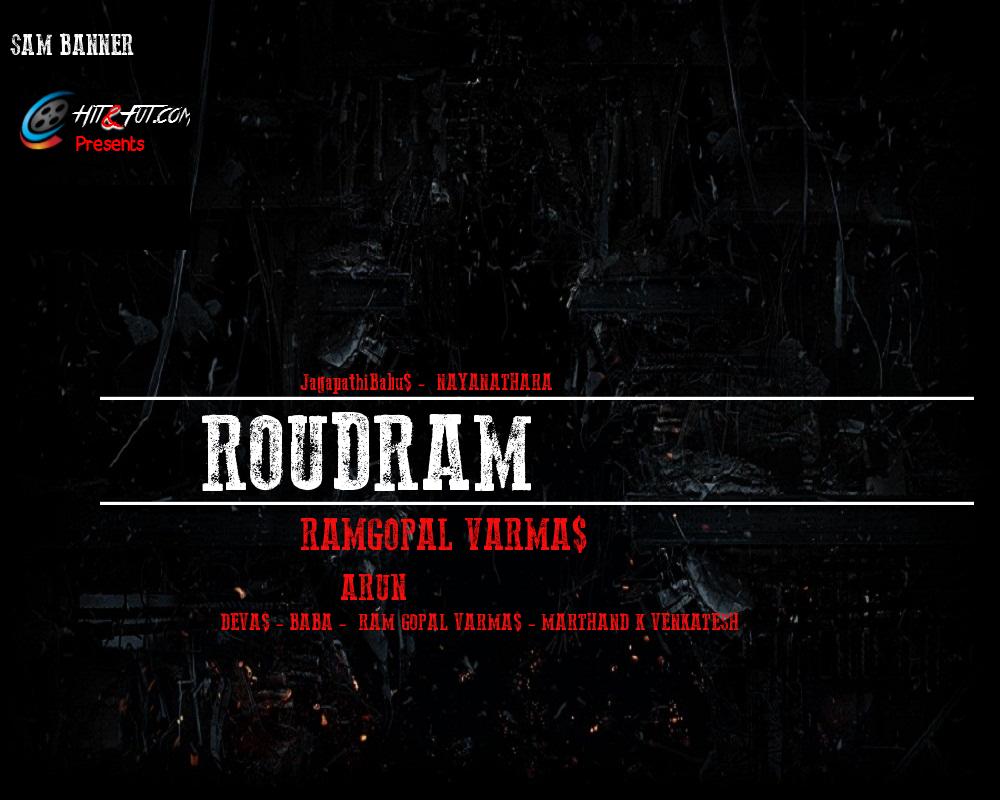 SAM BANNER
HIT&FUT.COM
Presents
JagapathiBabu$ - NAYANATHARA
ROUDRAM
RAMGOPAL VARMA$
ARUN
DEVA$ - BABA - RAM GOPAL VARMA$ - MARTHAND K VENKATESH